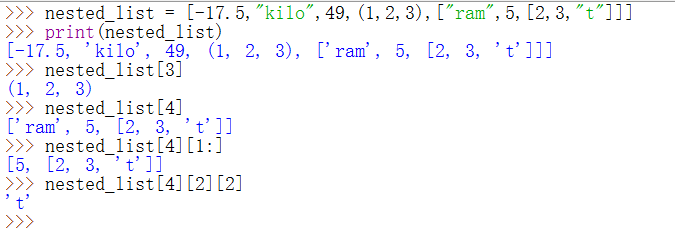 >>> nested_list = [-17.5,"kilo",49,(1,2,3),["ram",5,[2,3,"t"]]]
>>> print(nested_list)
[-17.5, 'kilo', 49, (1, 2, 3), ['ram', 5, [2, 3, 't']]]
>>> nested_list[3]
(1, 2, 3)
>>> nested_list[4]
['ram', 5, [2, 3, 't']]
>>> nested_list[4][1:]
[5, [2, 3, 't']]
>>> nested_list[4][2][2]
't'
>>>